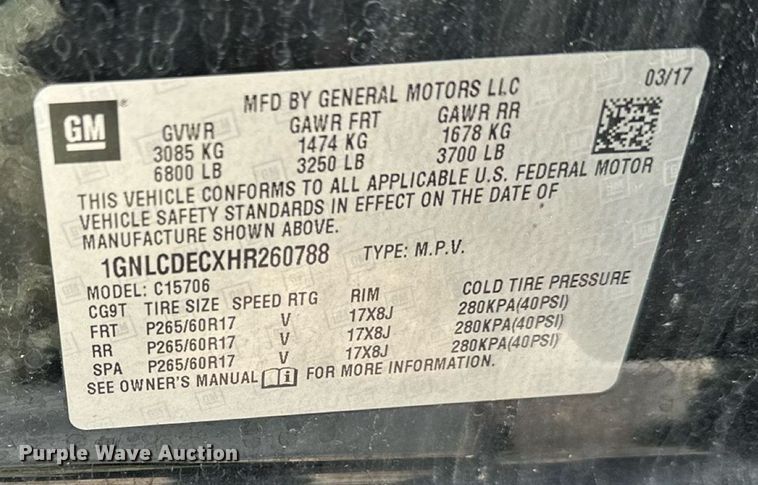 MFD BY GENERAL MOTORS LLC 03/17
GM
GVWR GAWR FRT GAWR RR
3085 KG 1474 KG 1678 KG
6800 LB 3250 LB 3700 LB
THIS VEHICLE CONFORMS TO ALL APPLICABLE U.S. FEDERAL MOTOR
VEHICLE SAFETY STANDARDS IN EFFECT ON THE DATE OF
MANUFACTURE SHOWN ABOVE.
1GNLCDECXHR260788 TYPE: M.P.V.
MODEL: C15706
CG9T TIRE SIZE SPEED RTG RIM COLD TIRE PRESSURE
FRT P265/60R17 V 17X8J 280KPA(40PSI)
RR P265/60R17 V 17X8J 280KPA(40PSI)
SPA P265/60R17 V 17X8J 280KPA(40PSI)
SEE OWNER'S MANUAL FOR MORE INFORMATION.
Purple Wave Auction